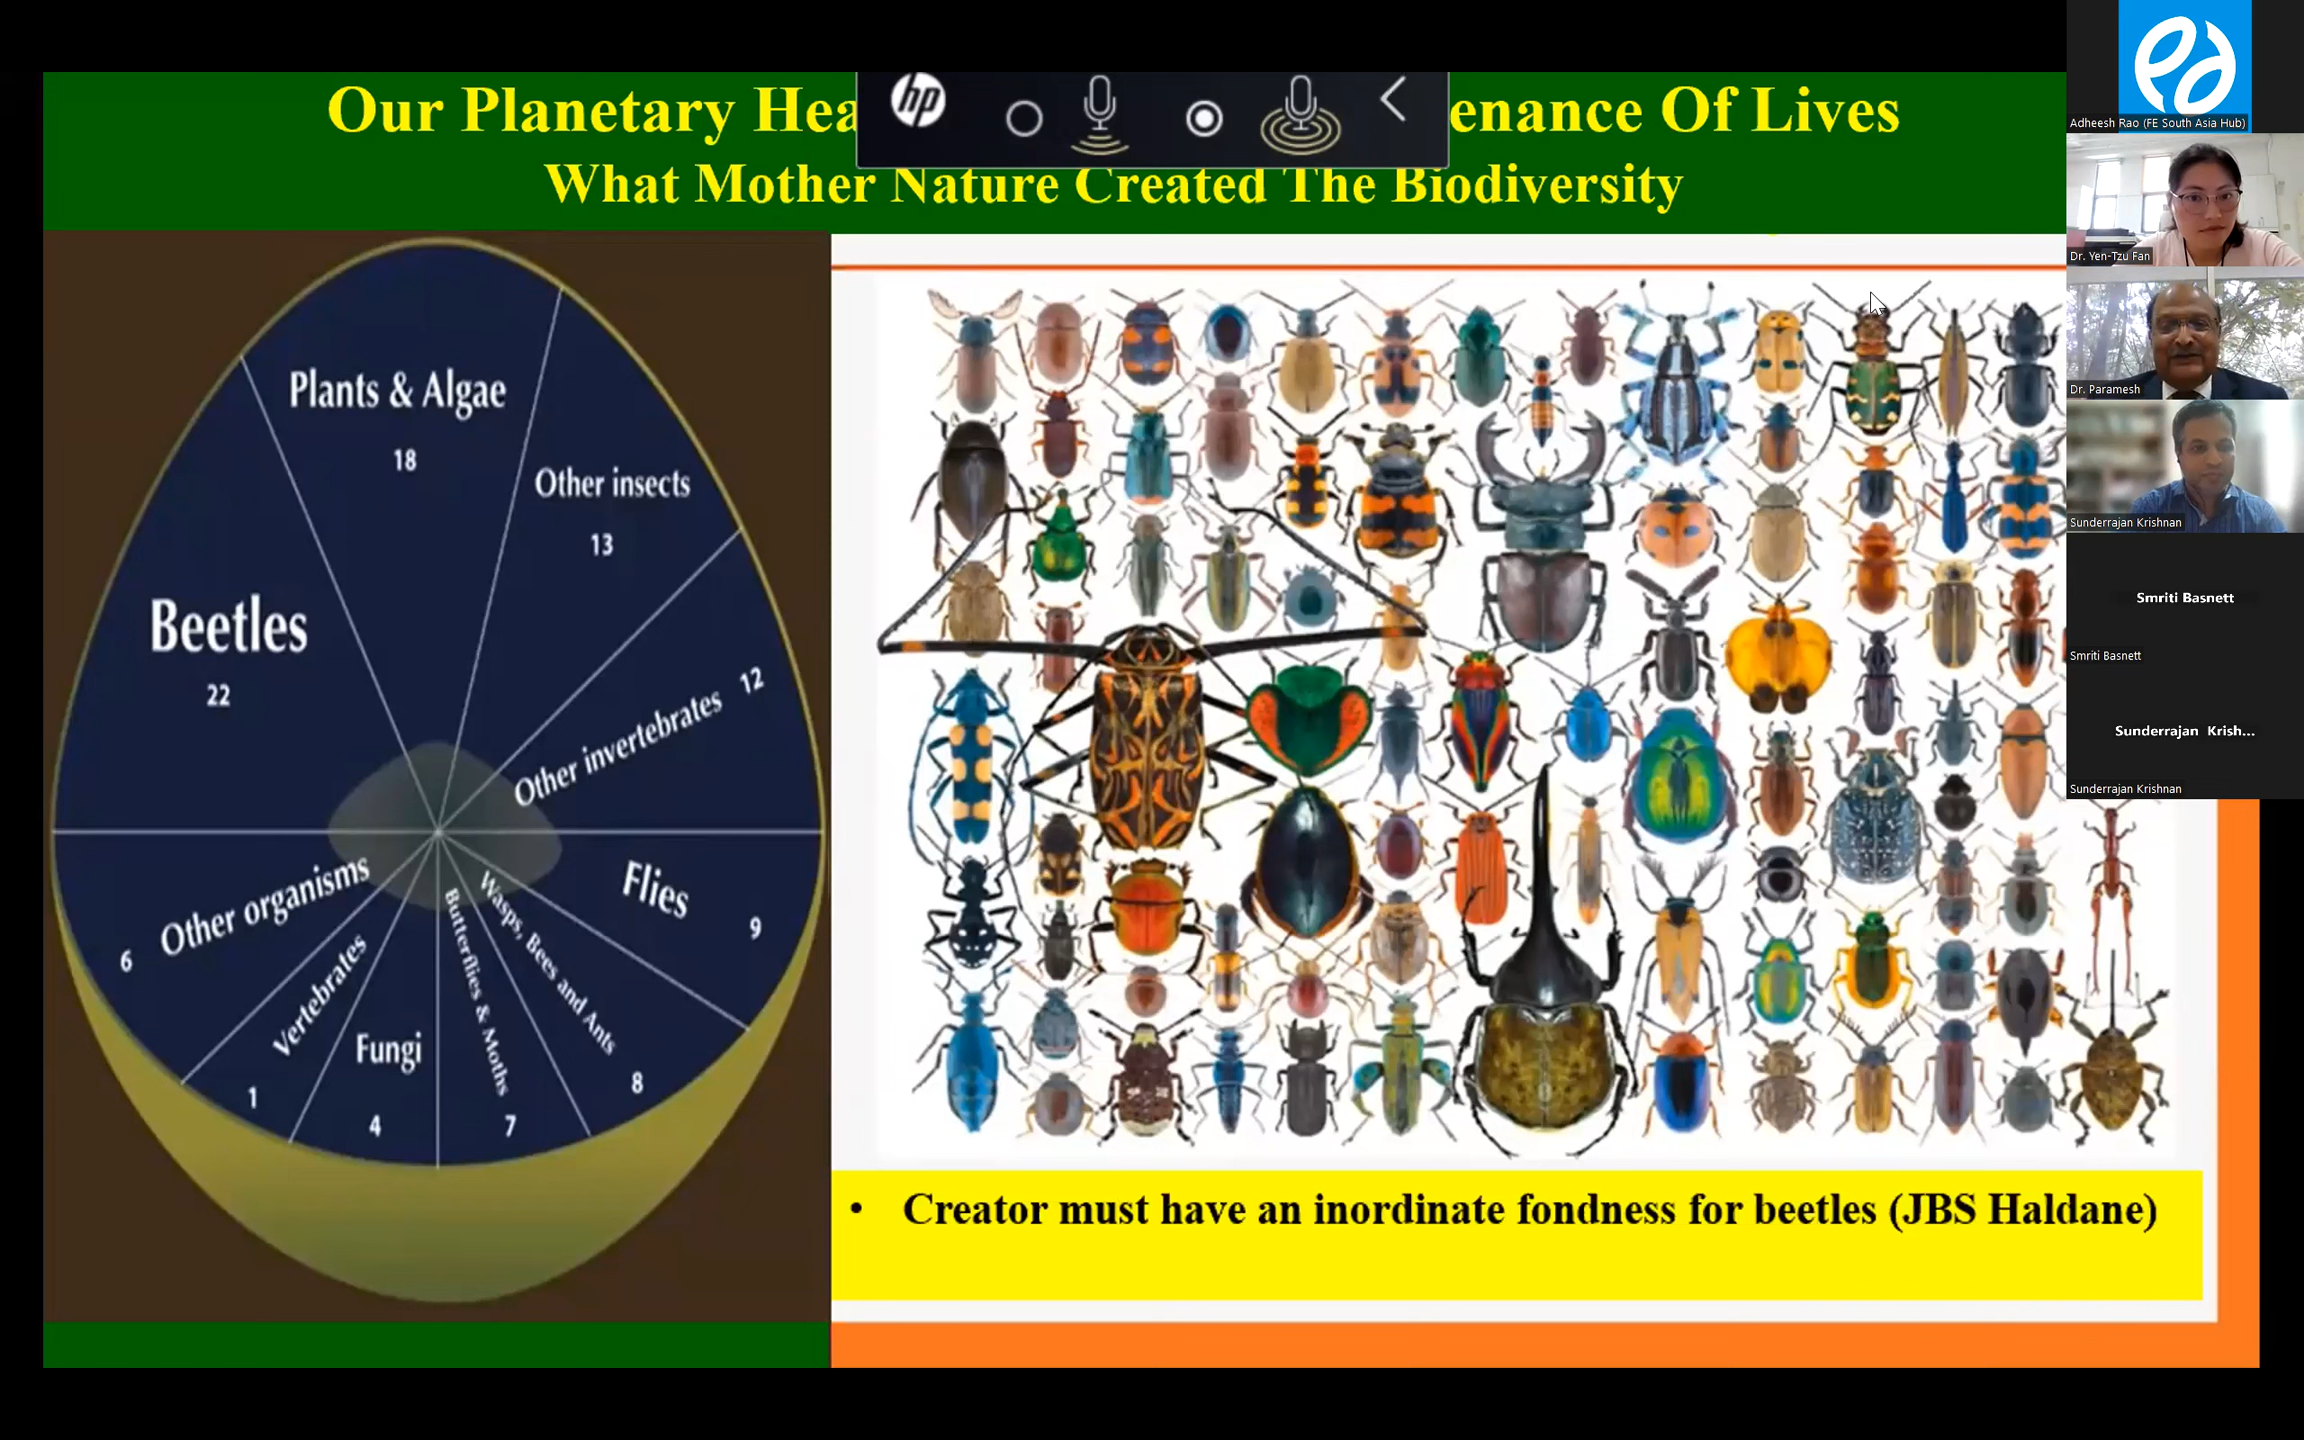 Our Planetary Hea
enance Of Lives
What Mother Nature Created The Biodiversity
hp
Plants & Algae
18
Other insects
13
Beetles
22
Other invertebrates 12
Flies
9
Wasps, Bees and Ants
8
Butterflies & Moths
7
Fungi
4
Vertebrates
1
Other organisms
6
• Creator must have an inordinate fondness for beetles (JBS Haldane)
Adheesh Rao (FE South Asia Hub)
Dr. Yen-Tzu Fan
Dr. Paramesh
Sunderrajan Krishnan
Smriti Basnett
Smriti Basnett
Sunderrajan Krish...
Sunderrajan Krishnan